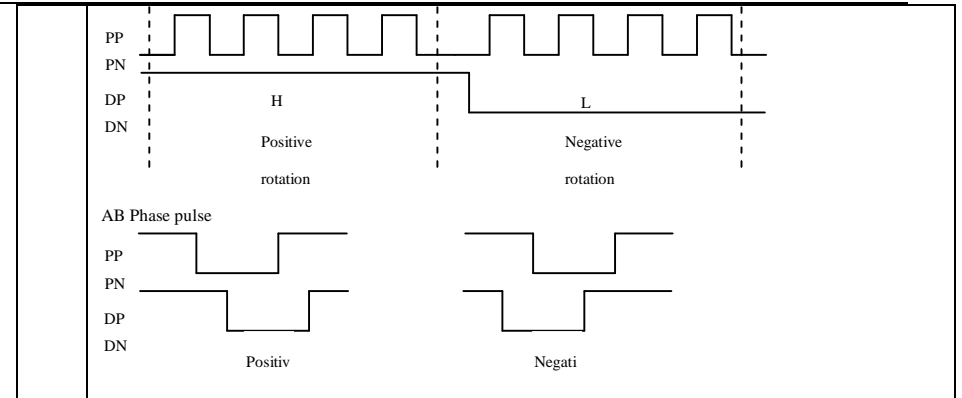 PP
PN
DP
H
L
DN
Positive
Negative
rotation
rotation
AB Phase pulse
PP
PN
DP
DN
Positiv
Negati